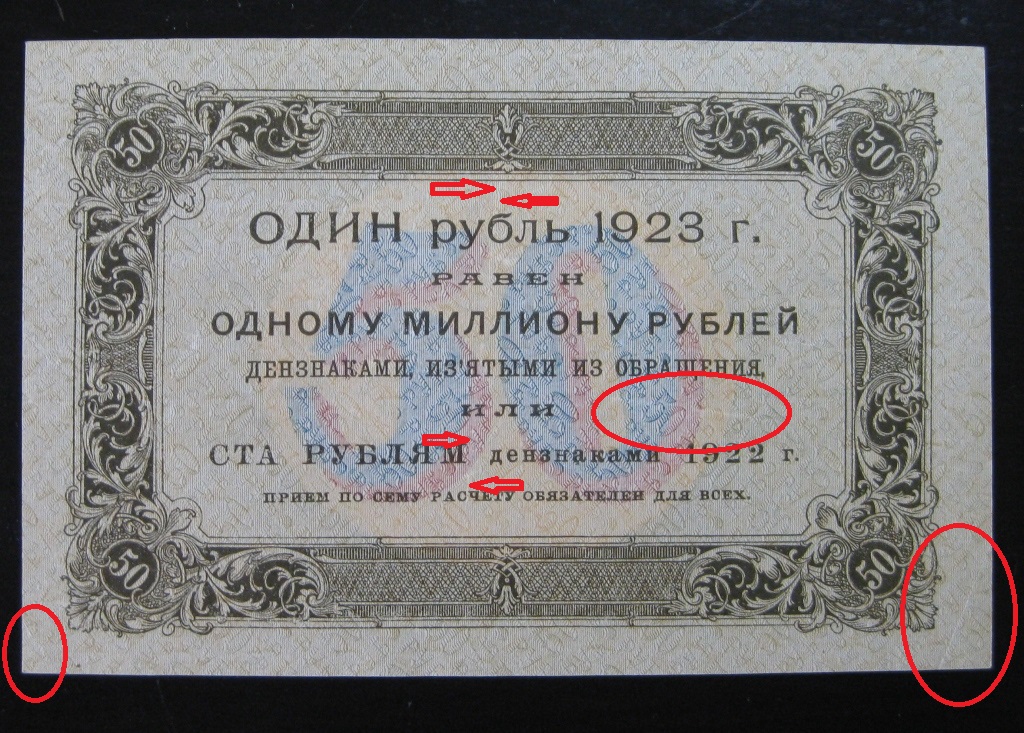 50 50
ОДИН рубль 1923 г.
РАВЕН
50
ОДНОМУ МИЛЛИОНУ РУБЛЕЙ
ДЕНЗНАКАМИ, ИЗ'ЯТЫМИ ИЗ ОБРАЩЕНИЯ,
ИЛИ
СТА РУБЛЯМ дензнаками 1922 г.
ПРИЕМ ПО СЕМУ РАСЧЕТУ ОБЯЗАТЕЛЕН ДЛЯ ВСЕХ.
50 50